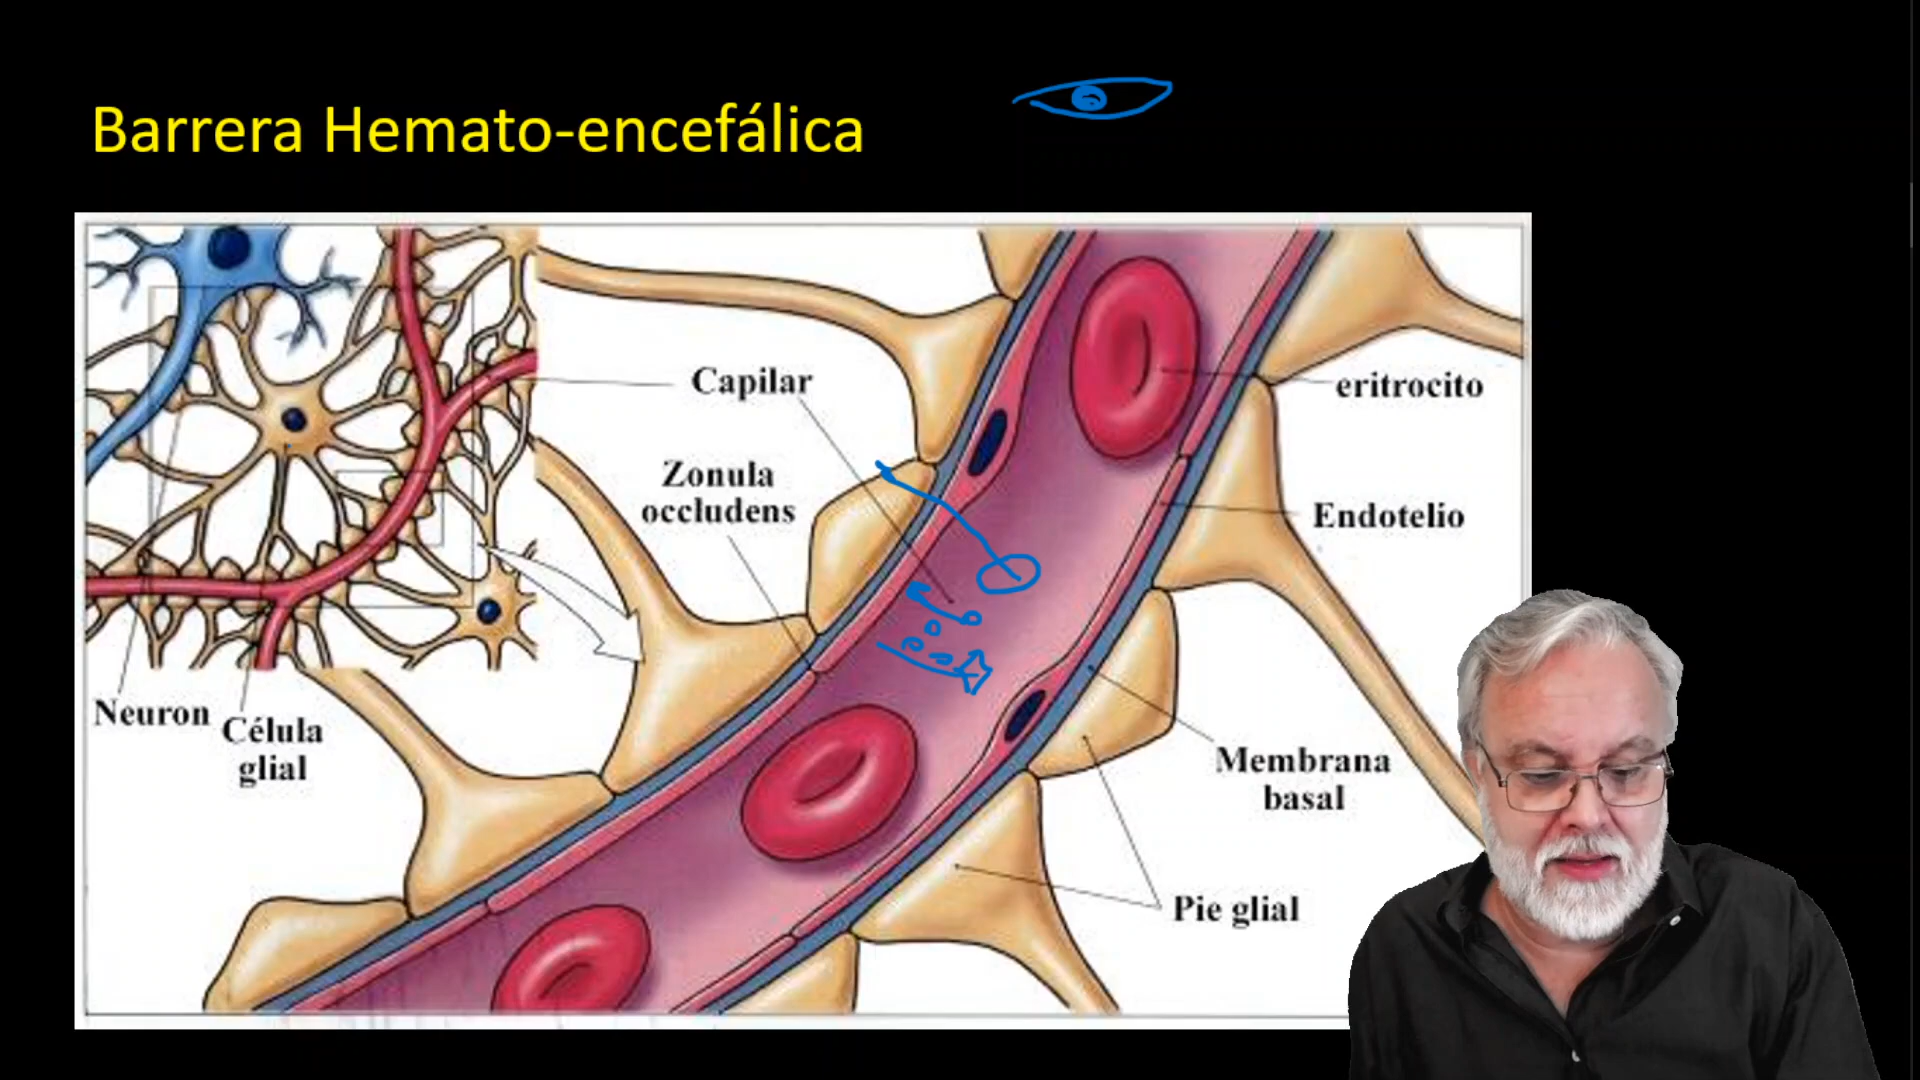 Barrera Hemato-encefálica
Capilar
eritrocito
Zonula
occludens
Endotelio
Neuron
Célula
glial
Membrana
basal
Pie glial